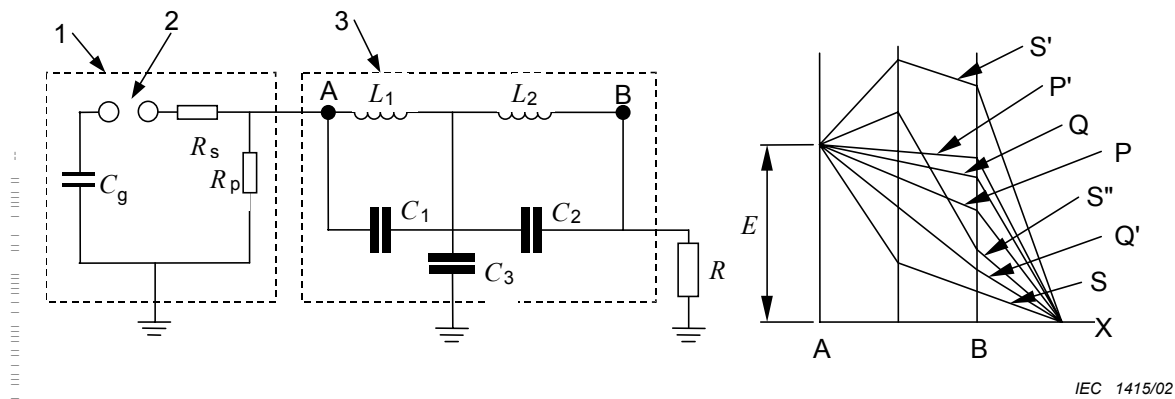 1
2
3
A
L1
L2
B
Rs
Rp
Cg
C1
C2
C3
R
S'
P'
Q
P
S"
Q'
S
E
X
A
B
IEC 1415/02